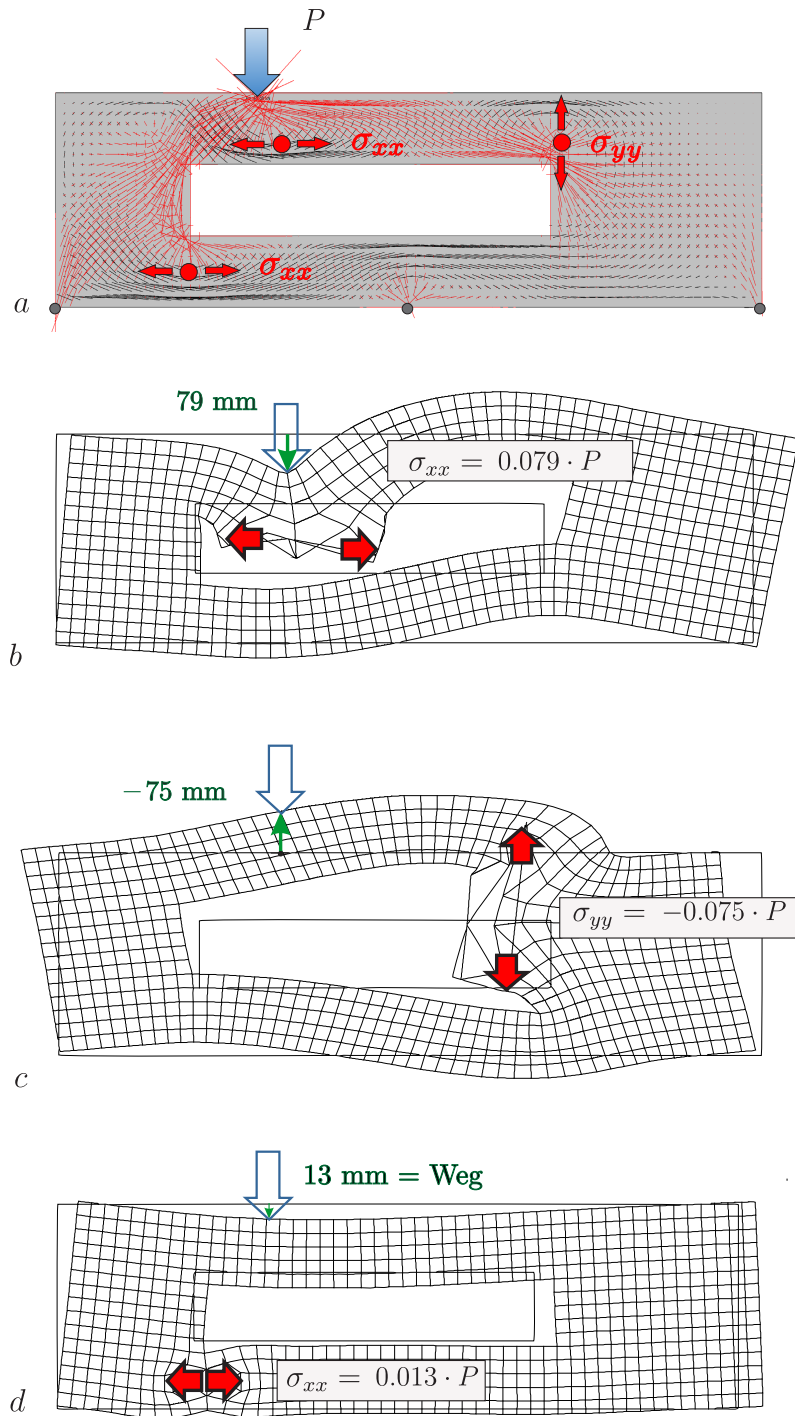 P
σxx
σyy
σxx
a
79 mm
σxx = 0.079 · P
b
−75 mm
σyy = −0.075 · P
c
13 mm = Weg
σxx = 0.013 · P
d